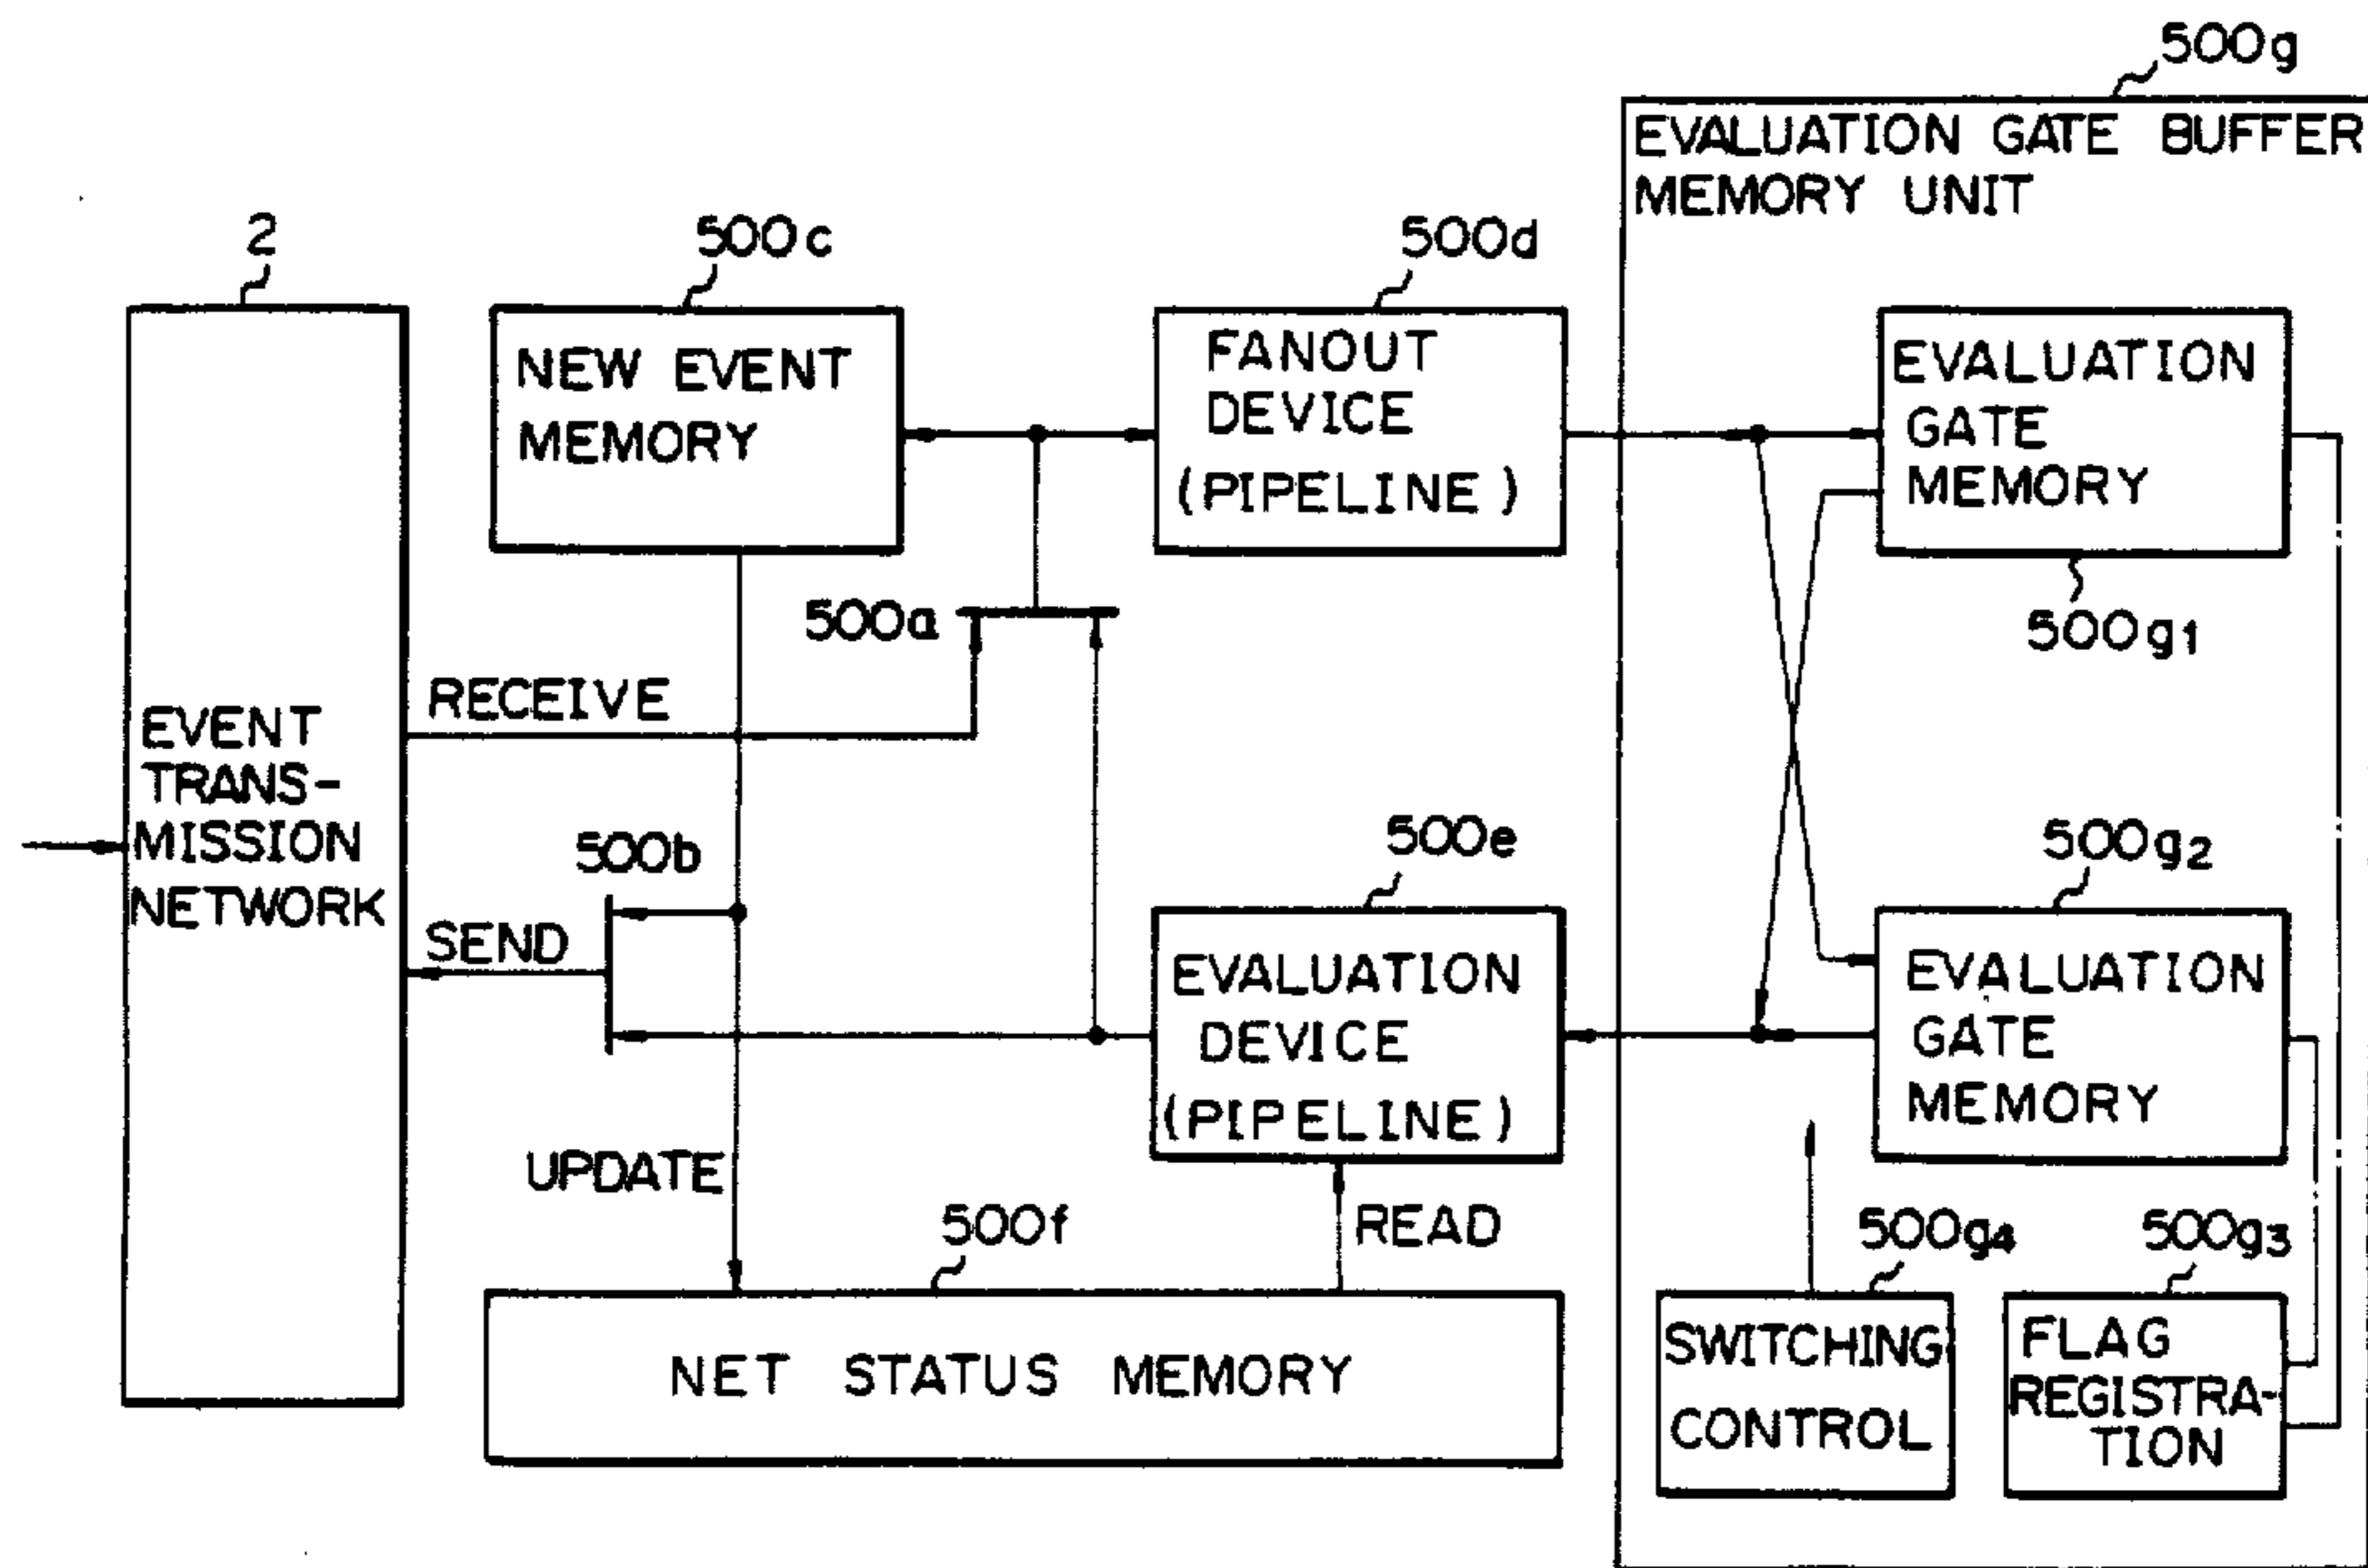 500g
EVALUATION GATE BUFFER
MEMORY UNIT
2
500c
500d
NEW EVENT
MEMORY
FANOUT
DEVICE
(PIPELINE)
EVALUATION
GATE
MEMORY
500a
500g1
RECEIVE
EVENT
TRANS-
MISSION
NETWORK
500b
500e
500g2
SEND
EVALUATION
DEVICE
(PIPELINE)
EVALUATION
GATE
MEMORY
UPDATE
500f
READ
500g4
500g3
NET STATUS MEMORY
SWITCHING
CONTROL
FLAG
REGISTRA-
TION